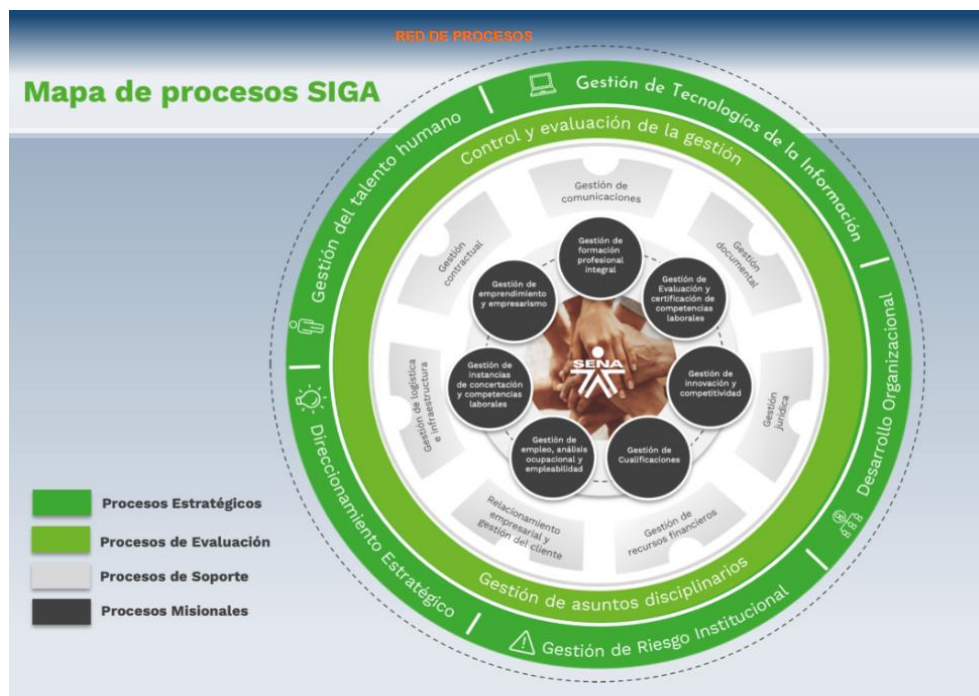 RED DE PROCESOS
Mapa de procesos SIGA
Gestión del talento humano
Gestión de Tecnologías de la Información
Desarrollo Organizacional
Gestión de Riesgo Institucional
Direccionamiento Estratégico
Control y evaluación de la gestión
Gestión de asuntos disciplinarios
Gestión de
comunicaciones
Gestión
documental
Gestión
jurídica
Gestión de
recursos financieros
Relacionamiento
empresarial y
gestión del cliente
Gestión de logística
e infraestructura
Gestión
contractual
Gestión de
formación
profesional
integral
Gestión de
Evaluación y
certificación de
competencias
laborales
Gestión de
innovación y
competitividad
Gestión de
Cualificaciones
Gestión de
empleo, análisis
ocupacional y
empleabilidad
Gestión de
instancias
de concertación
y competencias
laborales
Gestión de
emprendimiento
y empresarismo
SENA
Procesos Estratégicos
Procesos de Evaluación
Procesos de Soporte
Procesos Misionales